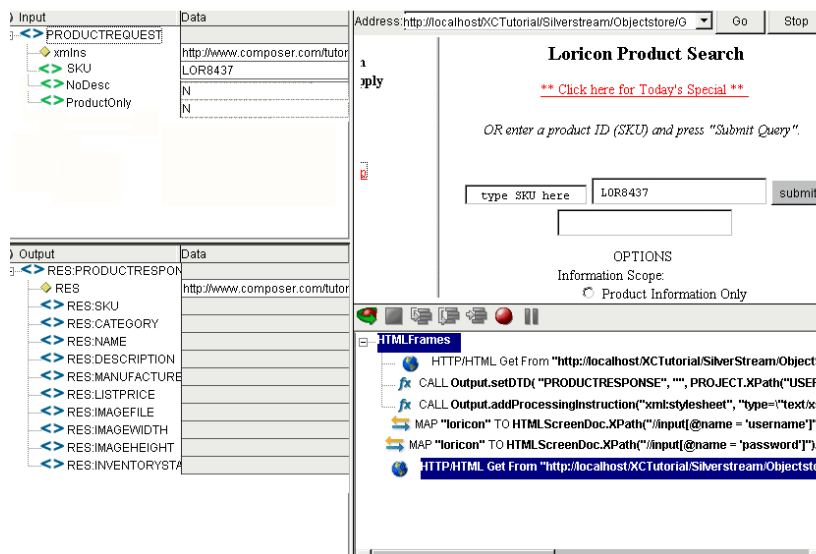 ) Input Data
PRODUCTREQUEST
xmlns http://www.composer.com/tutor
SKU LOR8437
NoDesc N
ProductOnly N
) Output Data
RES:PRODUCTRESPON
RES http://www.composer.com/tutor
RES:SKU
RES:CATEGORY
RES:NAME
RES:DESCRIPTION
RES:MANUFACTURE
RES:LISTPRICE
RES:IMAGEFILE
RES:IMAGEWIDTH
RES:IMAGEHEIGHT
RES:INVENTORYSTA
Address: http://localhost/XCTutorial/Silverstream/Objectstore/G Go Stop
pply
Loricon Product Search
** Click here for Today's Special **
OR enter a product ID (SKU) and press "Submit Query".
type SKU here LOR8437 submit
OPTIONS
Information Scope:
Product Information Only
HTMLFrames
HTTP/HTML Get From "http://localhost/XCTutorial/SilverStream/Object
fx CALL Output.setDTD( "PRODUCTRESPONSE", "", PROJECT.XPath("USER
fx CALL Output.addProcessingInstruction("xml:stylesheet", "type=\"text/x
MAP "loricon" TO HTMLScreenDoc.XPath("//input[@name = 'username']"
MAP "loricon" TO HTMLScreenDoc.XPath("//input[@name = 'password']")
HTTP/HTML Get From "http://localhost/XCTutorial/Silverstream/Objectsto